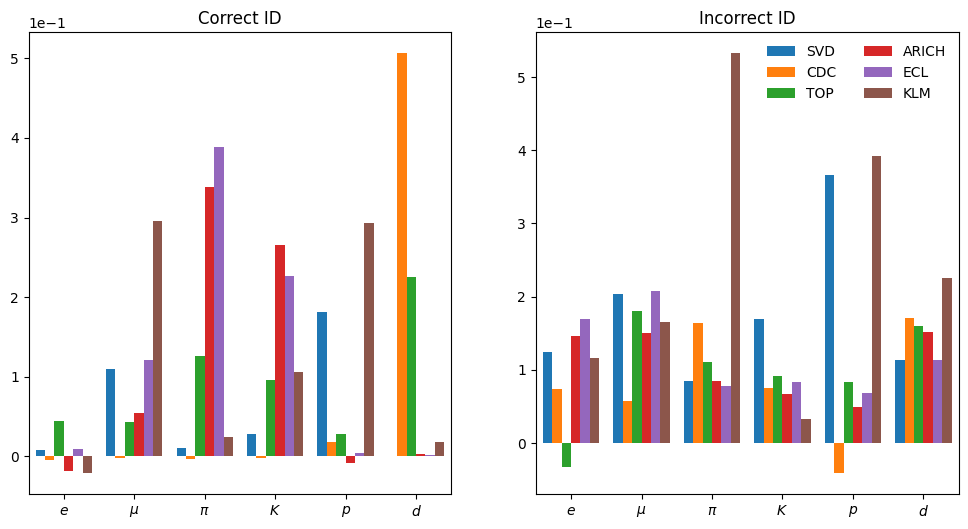 Correct ID
1e−1
5
4
3
2
1
0
e μ π K p d
Incorrect ID
1e−1
5
4
3
2
1
0
e μ π K p d
SVD
CDC
TOP
ARICH
ECL
KLM